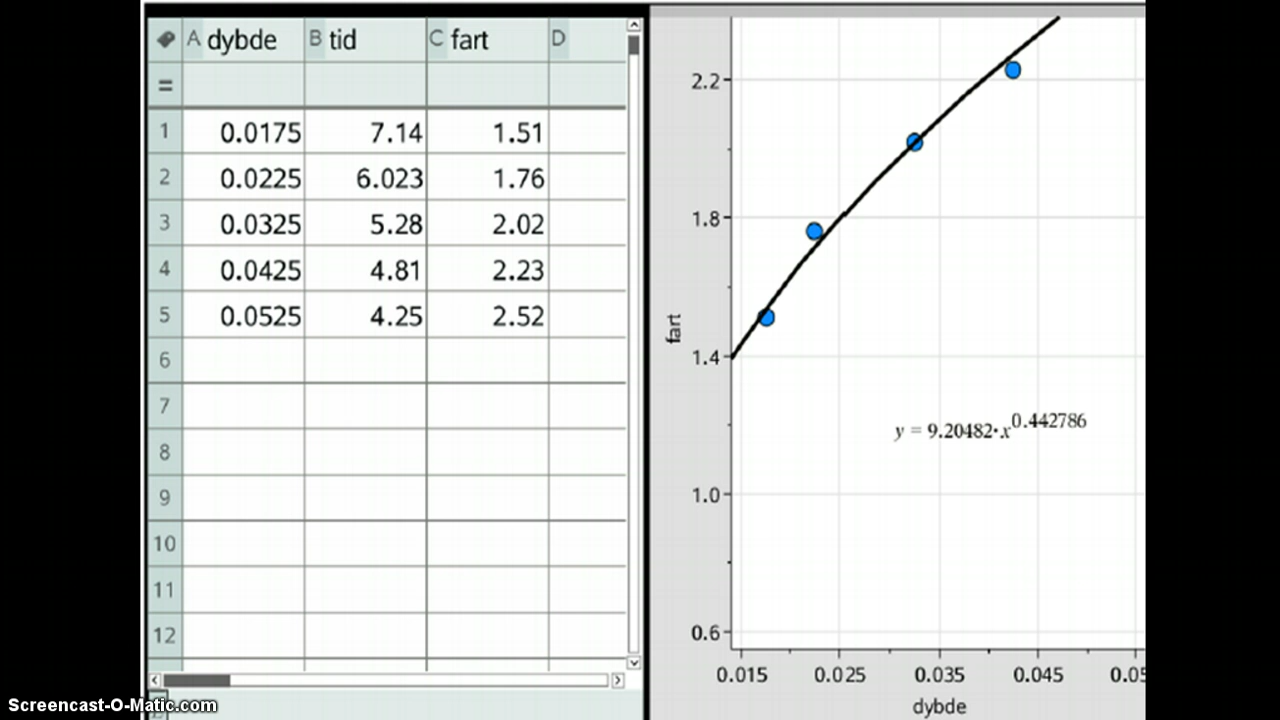 A dybde B tid C fart D
=
1 0.0175 7.14 1.51
2 0.0225 6.023 1.76
3 0.0325 5.28 2.02
4 0.0425 4.81 2.23
5 0.0525 4.25 2.52
6
7
8
9
10
11
12
2.2
1.8
1.4
1.0
0.6
fart
y = 9.20482•x^0.442786
0.015 0.025 0.035 0.045 0.05
dybde
Screencast-O-Matic.com